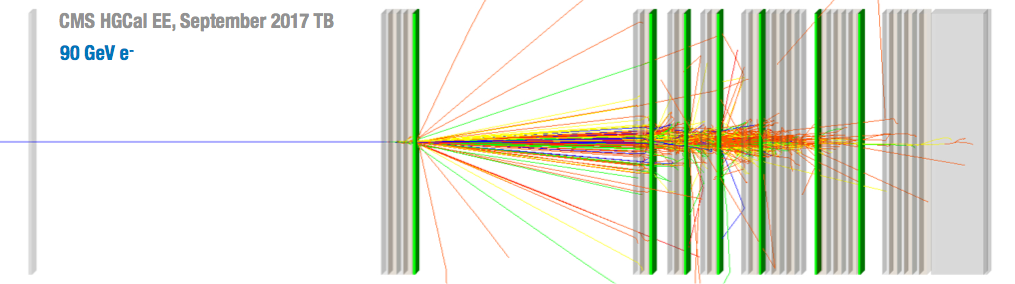 CMS HGCal EE, September 2017 TB
90 GeV e-